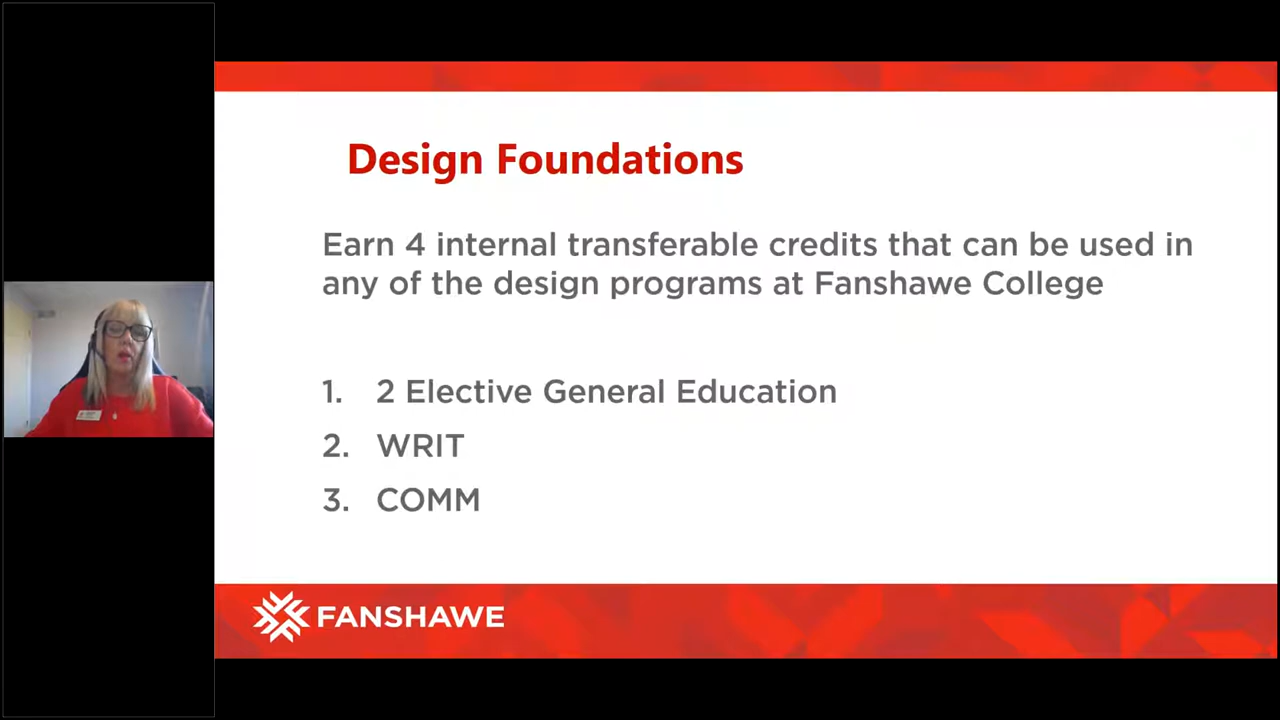 Design Foundations
Earn 4 internal transferable credits that can be used in
any of the design programs at Fanshawe College
1. 2 Elective General Education
2. WRIT
3. COMM
FANSHAWE